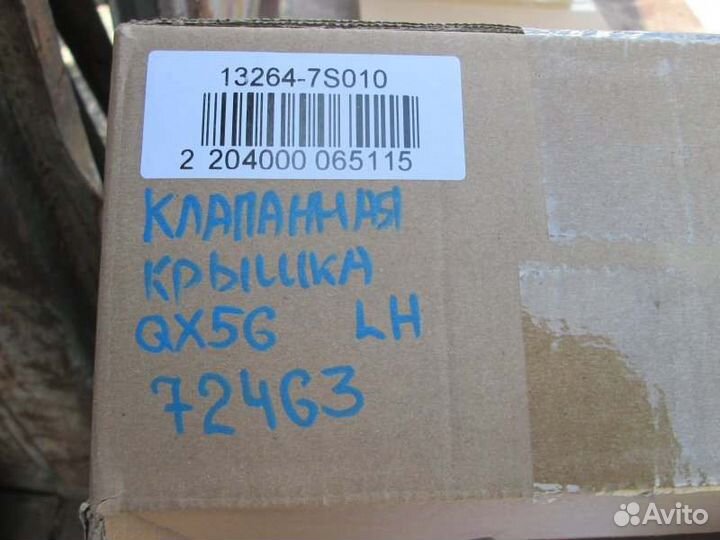 13264-7S010
2 204000 065115
КЛАПАННАЯ
КРЫШКА
QX56 LH
72463
Avito